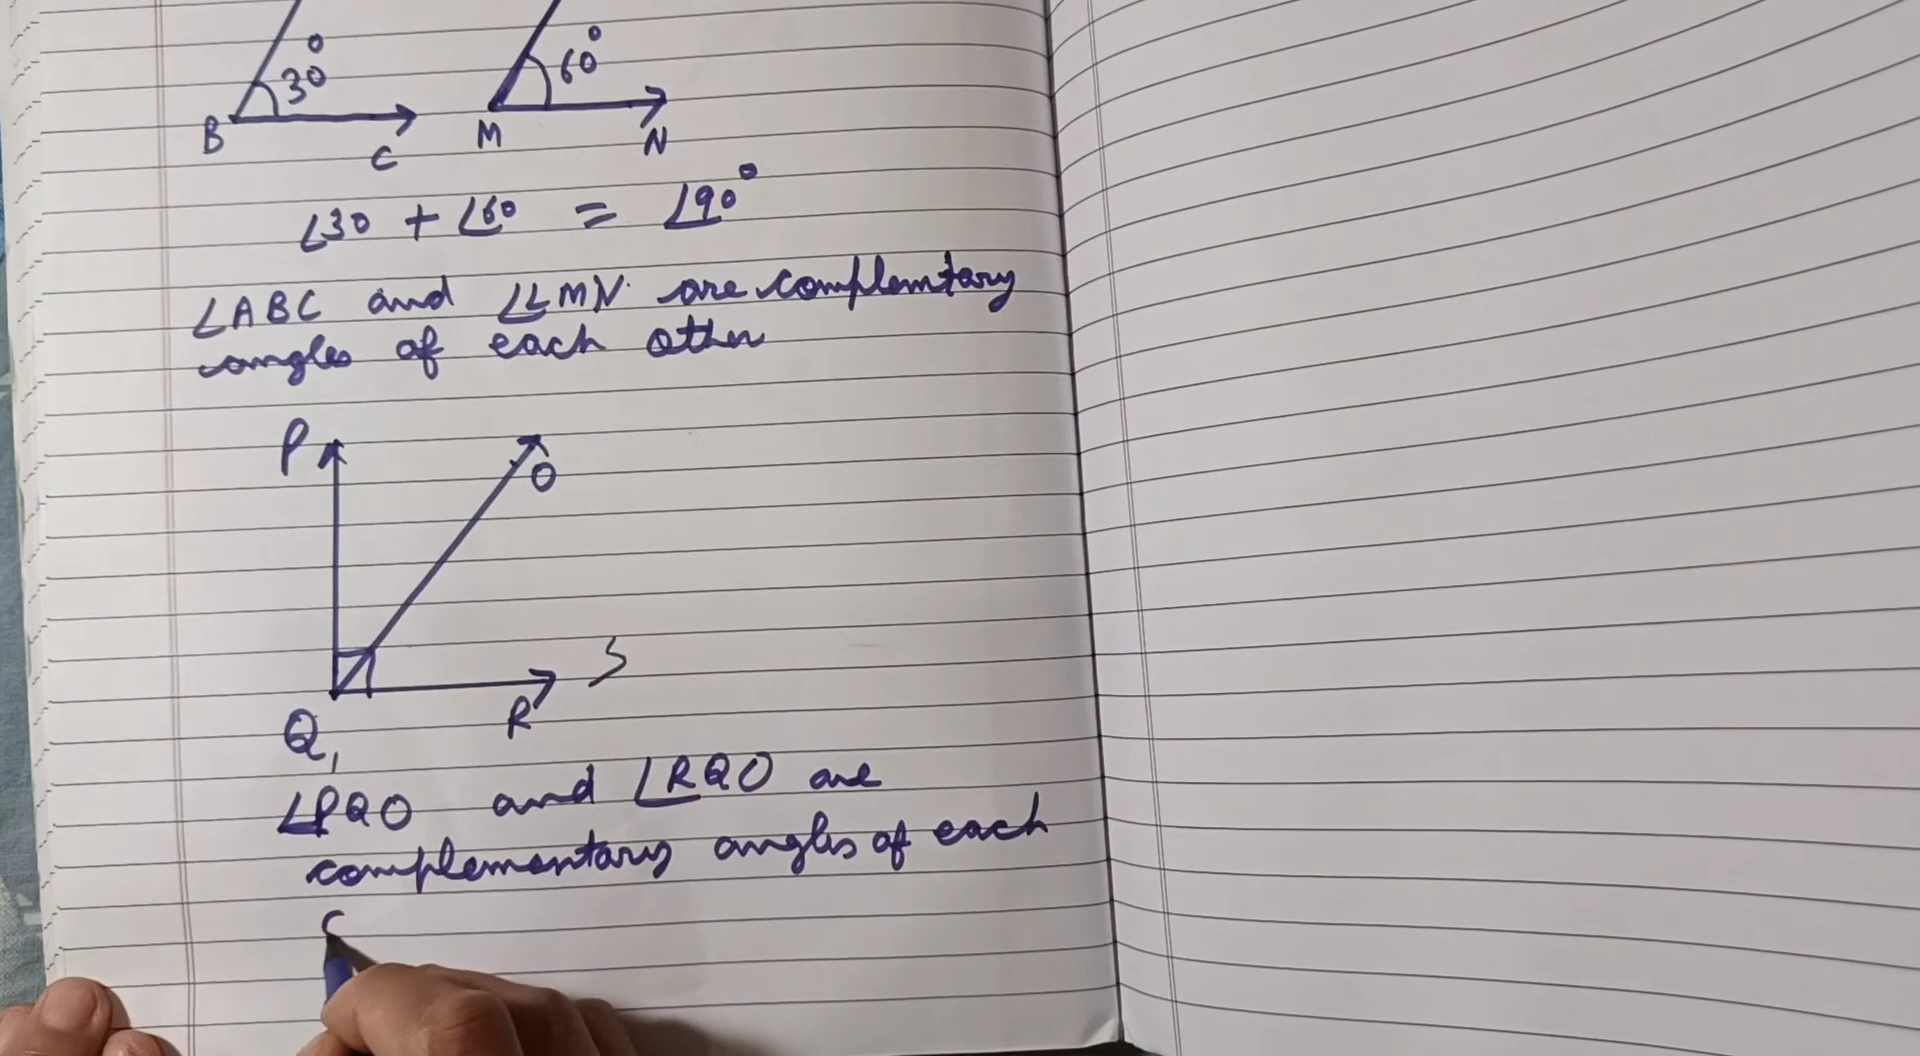 30°
60°
B
C
M
N
∠30 + ∠60 = ∠90°
∠ABC and ∠LMN are complemtary
angles of each other
P
O
S
R
Q
∠PQO and ∠RQO are
complementary angles of each